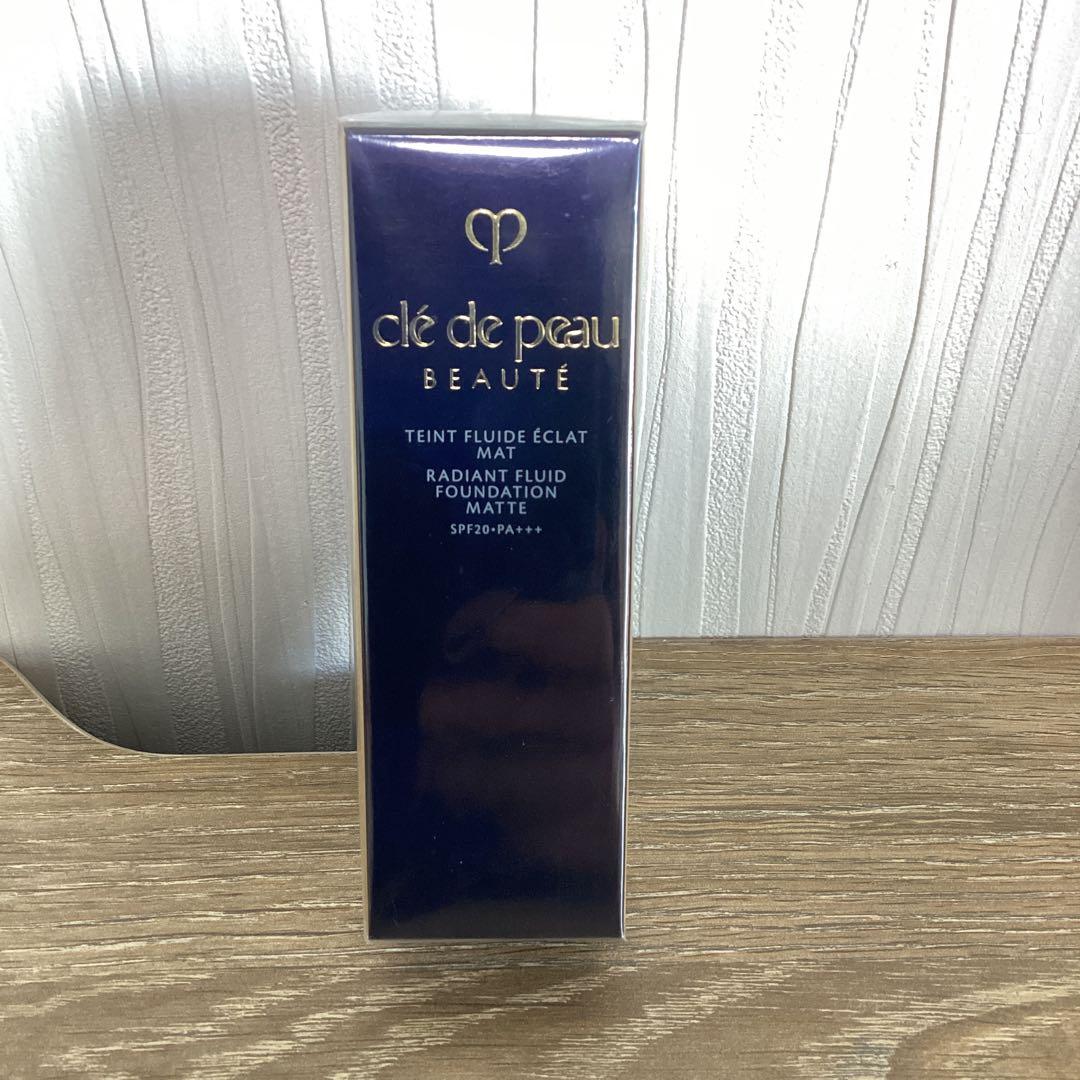 clé de peau
BEAUTÉ
TEINT FLUIDE ÉCLAT
MAT
RADIANT FLUID
FOUNDATION
MATTE
SPF20•PA+++